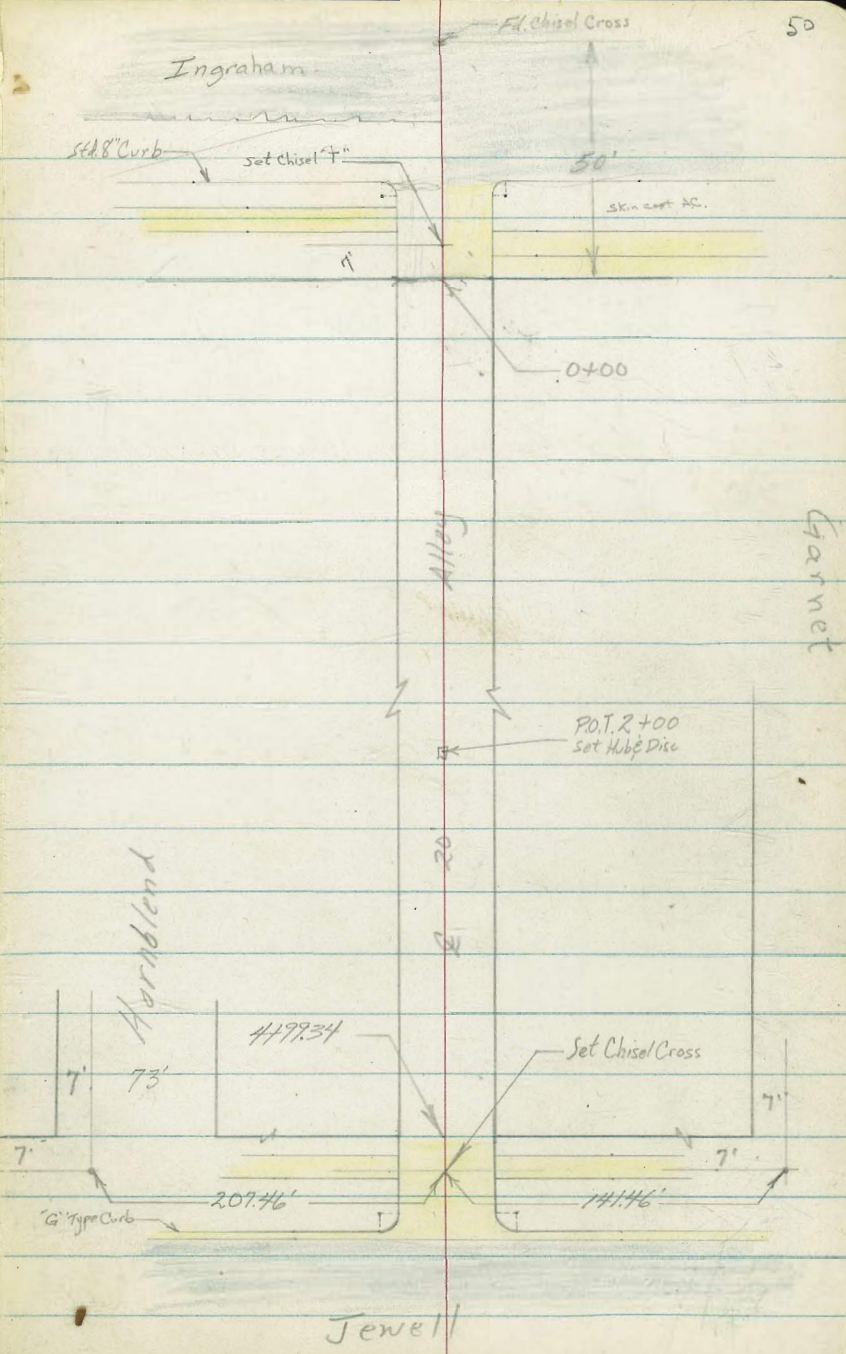 50
Fd. Chisel Cross
Ingraham
Std. 8" Curb
set Chisel "T"
50'
skin coat AC.
7'
0+00
Alley
Garnet
P.O.T. 2+00
set Hub & Disc
20'
Hornblend
4+99.34
Set Chisel Cross
7'
73'
7'
7'
7'
207.46'
141.46'
"G" Type Curb
Jewell